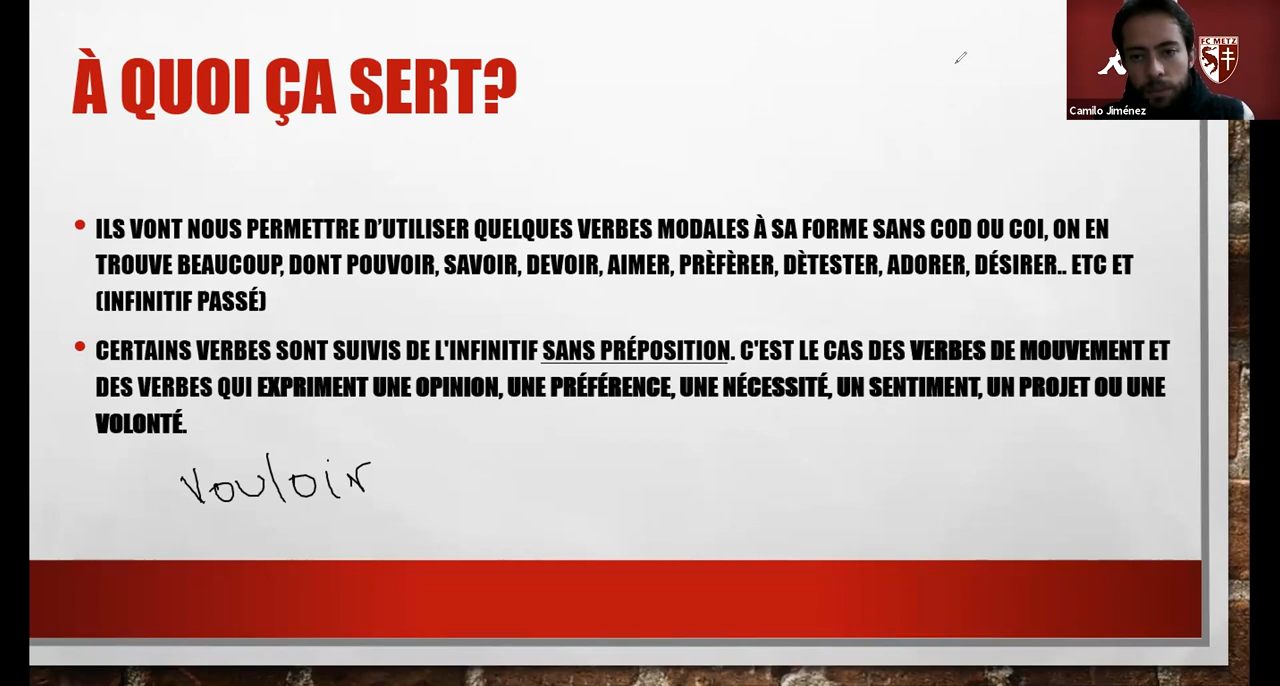 À QUOI ÇA SERT?
FC METZ
Camilo Jiménez
• ILS VONT NOUS PERMETTRE D'UTILISER QUELQUES VERBES MODALES À SA FORME SANS COD OU COI, ON EN
TROUVE BEAUCOUP, DONT POUVOIR, SAVOIR, DEVOIR, AIMER, PRÈFÈRER, DÈTESTER, ADORER, DÉSIRER.. ETC ET
(INFINITIF PASSÉ)
• CERTAINS VERBES SONT SUIVIS DE L'INFINITIF SANS PRÉPOSITION. C'EST LE CAS DES VERBES DE MOUVEMENT ET
DES VERBES QUI EXPRIMENT UNE OPINION, UNE PRÉFÉRENCE, UNE NÉCESSITÉ, UN SENTIMENT, UN PROJET OU UNE
VOLONTÉ.
vouloir